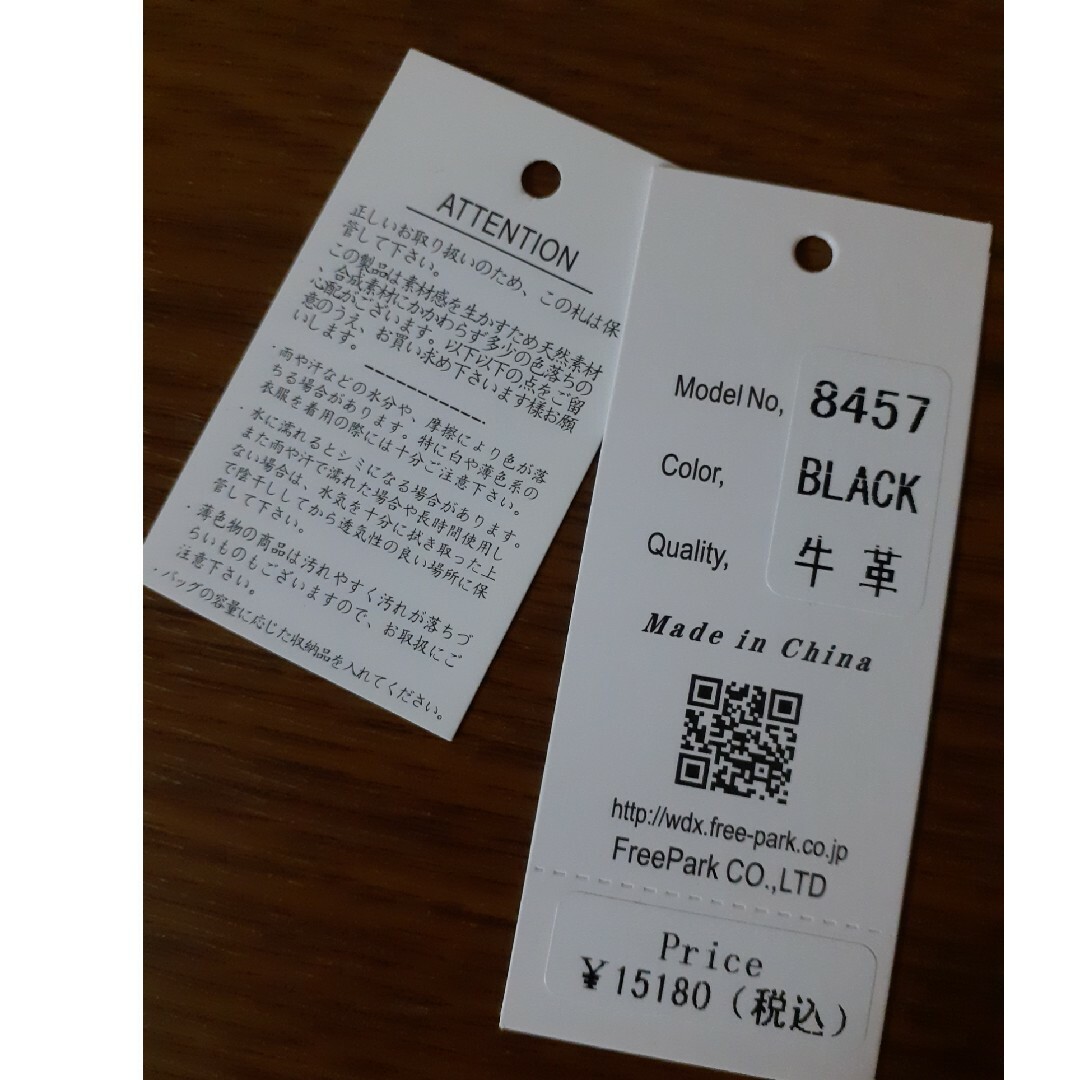 ATTENTION
正しいお取り扱いのため、この札は保
管して下さい。
この製品は素材感を生かすため天然素材
、合成素材にかかわらず多少の色落ちの
心配がございます。以下以下の点をご留
意のうえ、お買い求め下さいます様お願
いします。
・雨や汗などの水分や、摩擦により色が落
ちる場合があります。特に白や薄色系の
衣服を着用の際には十分ご注意下さい。
・水に濡れるとシミになる場合があります。
また雨や汗で濡れた場合や長時間使用し
ない場合は、水気を十分に拭き取った上
で陰干ししてから透気性の良い場所に保
管して下さい。
・薄色物の商品は汚れやすく汚れが落ちづ
らいものもございますので、お取扱にご
注意下さい。
・バッグの容量に応じた収納品を入れてください。
Model No, 8457
Color, BLACK
Quality, 牛 革
Made in China
http://wdx.free-park.co.jp
FreePark CO.,LTD
Price
¥15180(税込)